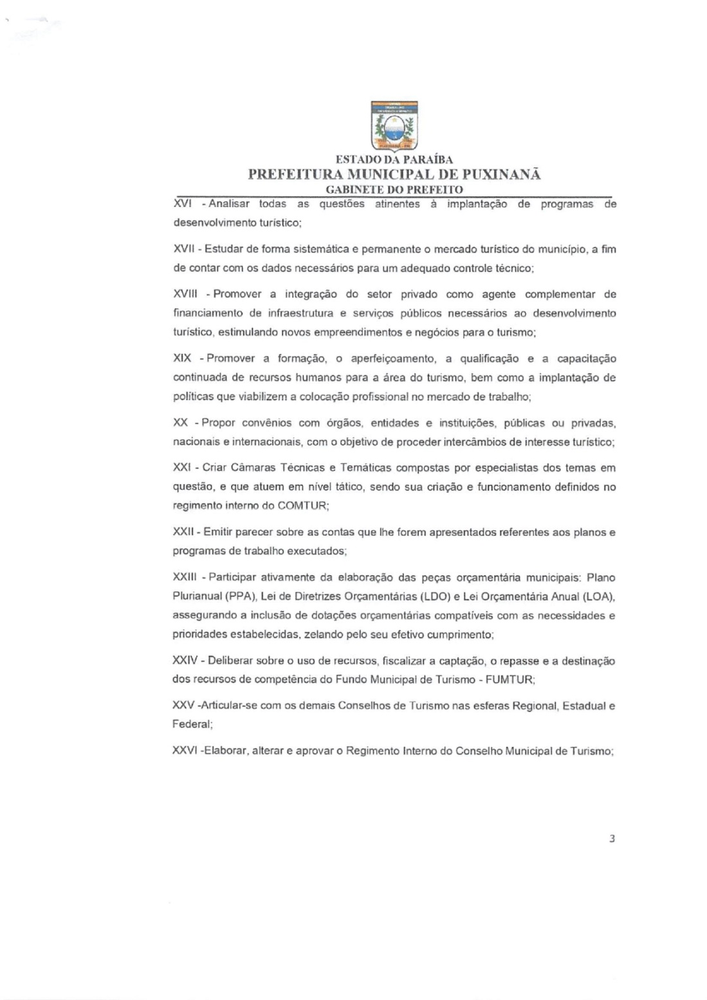 ESTADO DA PARAÍBA
PREFEITURA MUNICIPAL DE PUXINANÃ
GABINETE DO PREFEITO
XVI - Analisar todas as questões atinentes à implantação de programas de
desenvolvimento turístico;
XVII - Estudar de forma sistemática e permanente o mercado turístico do município, a fim
de contar com os dados necessários para um adequado controle técnico;
XVIII - Promover a integração do setor privado como agente complementar de
financiamento de infraestrutura e serviços públicos necessários ao desenvolvimento
turístico, estimulando novos empreendimentos e negócios para o turismo;
XIX - Promover a formação, o aperfeiçoamento, a qualificação e a capacitação
continuada de recursos humanos para a área do turismo, bem como a implantação de
políticas que viabilizem a colocação profissional no mercado de trabalho;
XX - Propor convênios com órgãos, entidades e instituições, públicas ou privadas,
nacionais e internacionais, com o objetivo de proceder intercâmbios de interesse turístico;
XXI - Criar Câmaras Técnicas e Temáticas compostas por especialistas dos temas em
questão, e que atuem em nível tático, sendo sua criação e funcionamento definidos no
regimento interno do COMTUR;
XXII - Emitir parecer sobre as contas que lhe forem apresentados referentes aos planos e
programas de trabalho executados;
XXIII - Participar ativamente da elaboração das peças orçamentária municipais: Plano
Plurianual (PPA), Lei de Diretrizes Orçamentárias (LDO) e Lei Orçamentária Anual (LOA),
assegurando a inclusão de dotações orçamentárias compatíveis com as necessidades e
prioridades estabelecidas, zelando pelo seu efetivo cumprimento;
XXIV - Deliberar sobre o uso de recursos, fiscalizar a captação, o repasse e a destinação
dos recursos de competência do Fundo Municipal de Turismo - FUMTUR;
XXV -Articular-se com os demais Conselhos de Turismo nas esferas Regional, Estadual e
Federal;
XXVI -Elaborar, alterar e aprovar o Regimento Interno do Conselho Municipal de Turismo;
3